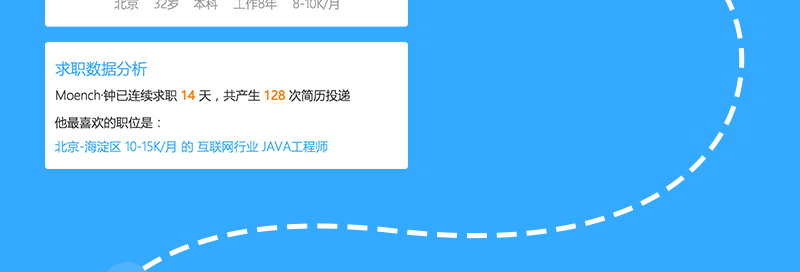 北京 32岁 本科 工作8年 8-10K/月
求职数据分析
Moench·钟已连续求职 14 天，共产生 128 次简历投递
他最喜欢的职位是：
北京-海淀区 10-15K/月 的 互联网行业 JAVA工程师